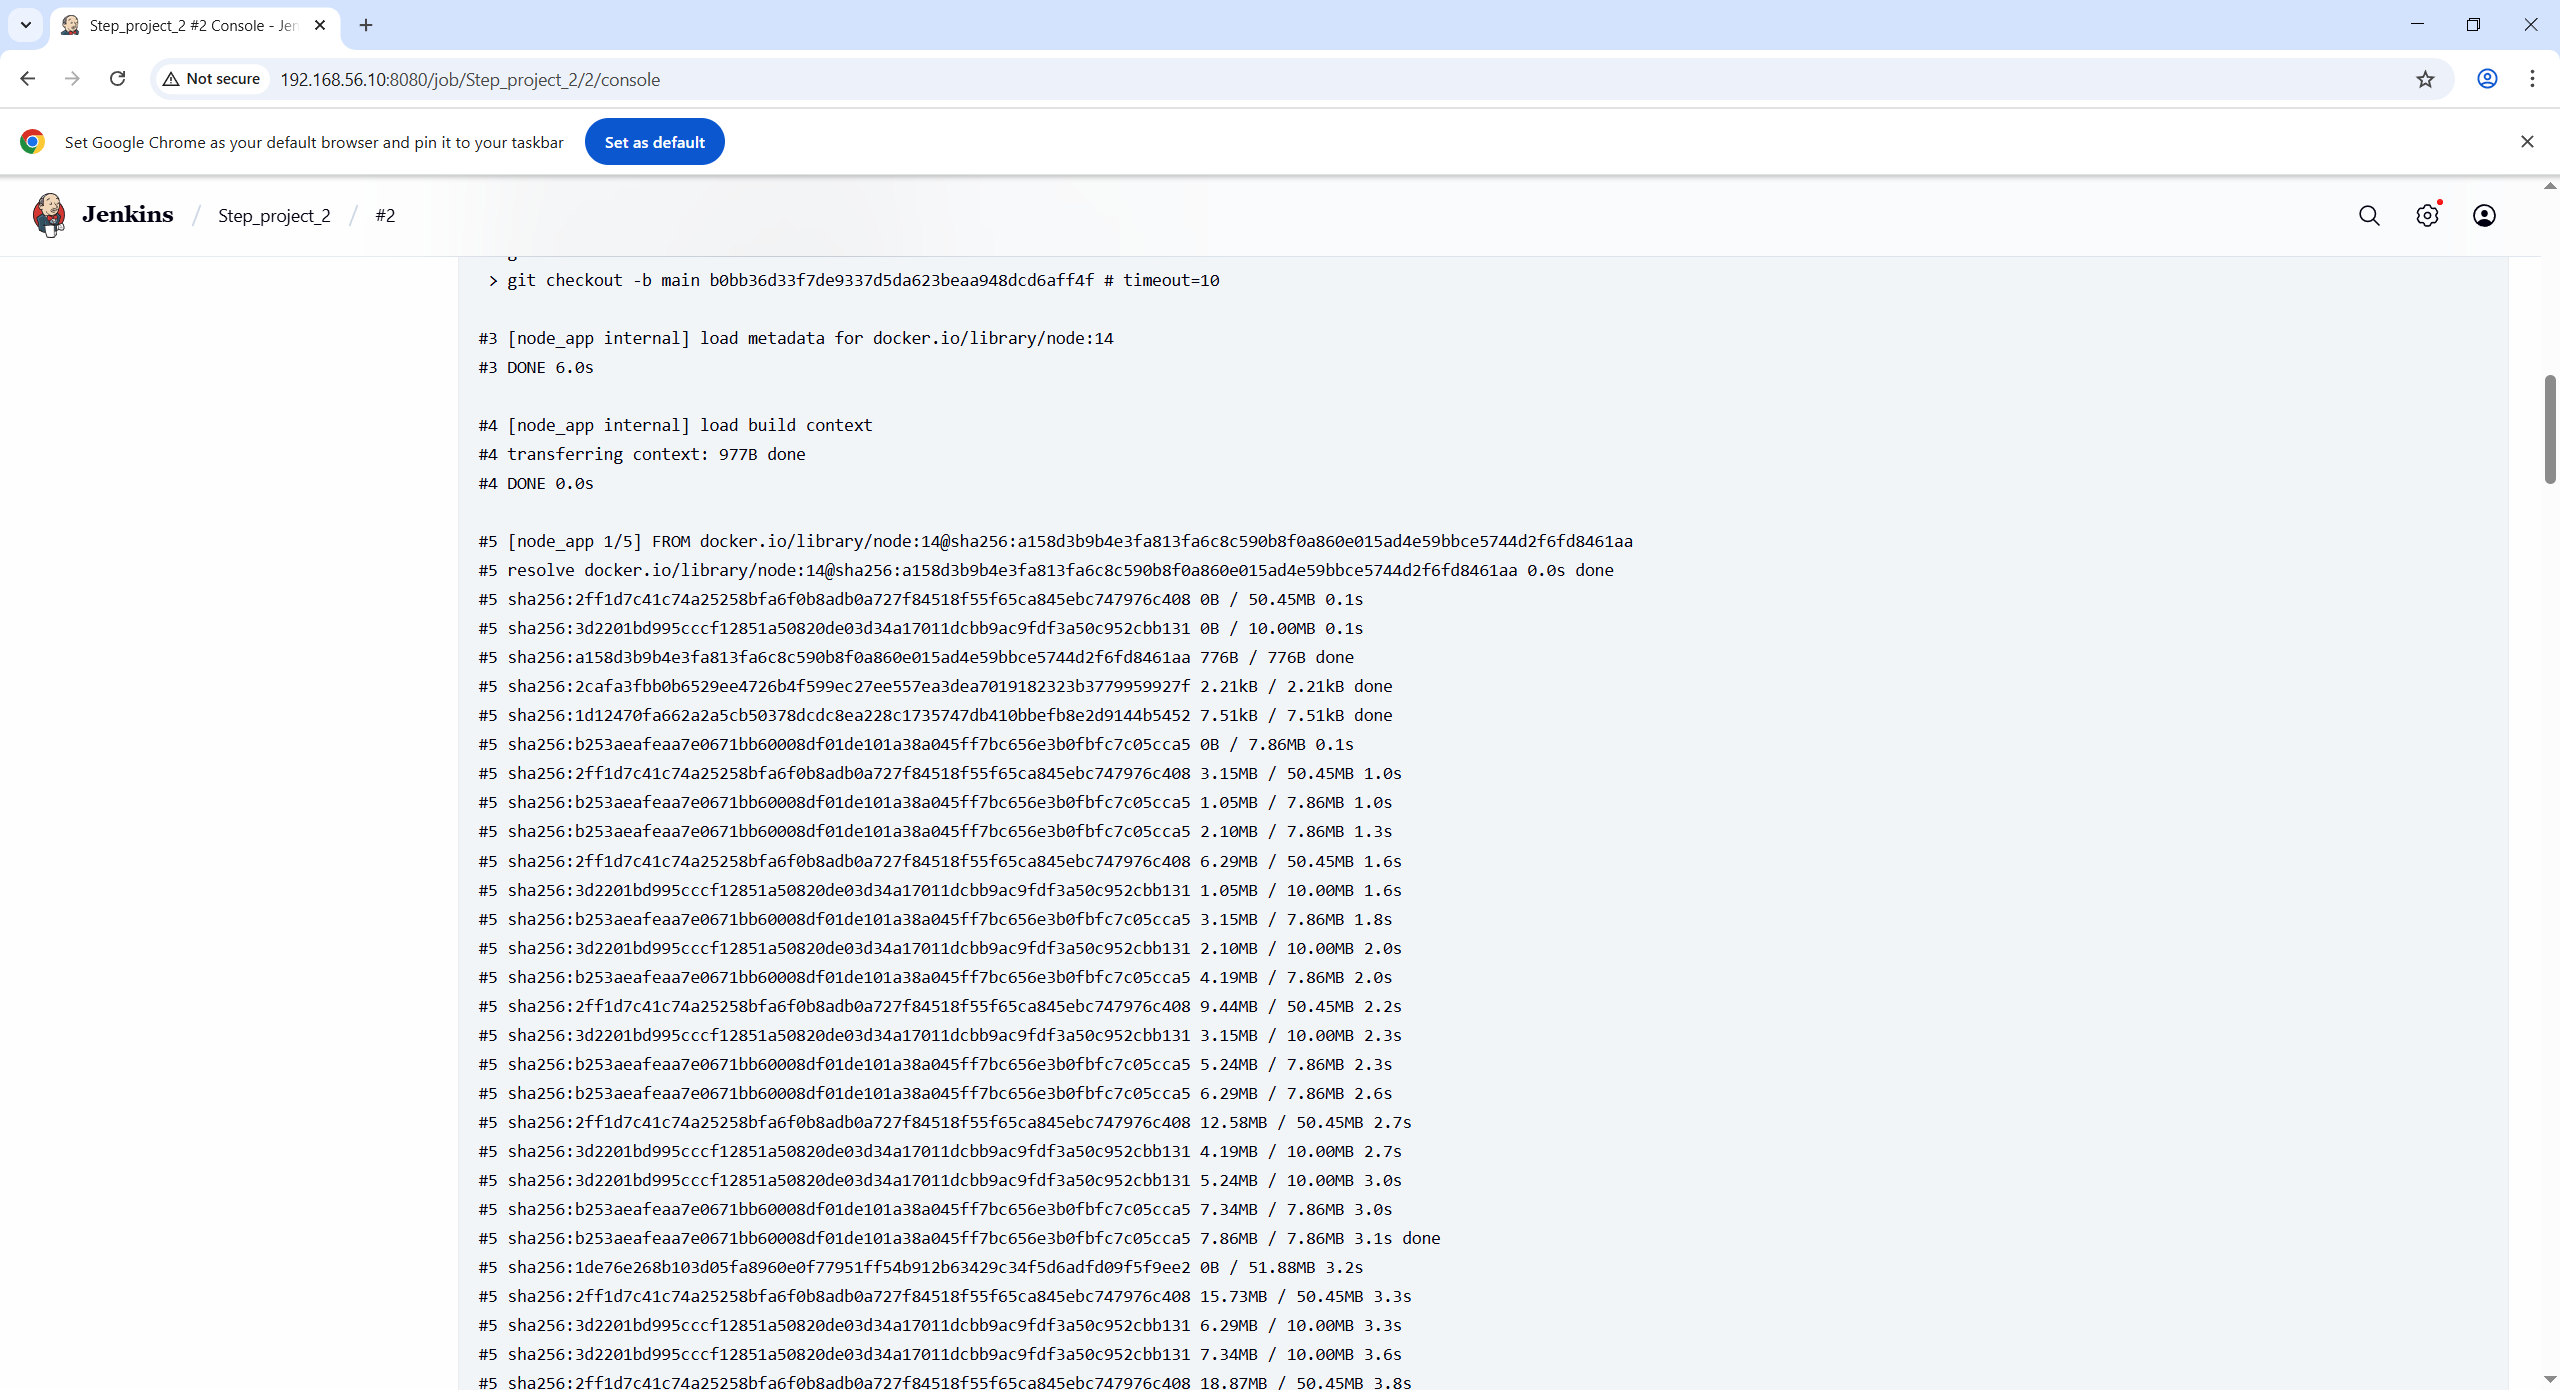 Step_project_2 #2 Console - Jen
Not secure
192.168.56.10:8080/job/Step_project_2/2/console
Set Google Chrome as your default browser and pin it to your taskbar
Set as default
Jenkins / Step_project_2 / #2
> git checkout -b main b0bb36d33f7de9337d5da623beaa948dcd6aff4f # timeout=10
#3 [node_app internal] load metadata for docker.io/library/node:14
#3 DONE 6.0s
#4 [node_app internal] load build context
#4 transferring context: 977B done
#4 DONE 0.0s
#5 [node_app 1/5] FROM docker.io/library/node:14@sha256:a158d3b9b4e3fa813fa6c8c590b8f0a860e015ad4e59bbce5744d2f6fd8461aa
#5 resolve docker.io/library/node:14@sha256:a158d3b9b4e3fa813fa6c8c590b8f0a860e015ad4e59bbce5744d2f6fd8461aa 0.0s done
#5 sha256:2ff1d7c41c74a25258bfa6f0b8adb0a727f84518f55f65ca845ebc747976c408 0B / 50.45MB 0.1s
#5 sha256:3d2201bd995cccf12851a50820de03d34a17011dcbb9ac9fdf3a50c952cbb131 0B / 10.00MB 0.1s
#5 sha256:a158d3b9b4e3fa813fa6c8c590b8f0a860e015ad4e59bbce5744d2f6fd8461aa 776B / 776B done
#5 sha256:2cafa3fbb0b6529ee4726b4f599ec27ee557ea3dea7019182323b3779959927f 2.21kB / 2.21kB done
#5 sha256:1d12470fa662a2a5cb50378dcdc8ea228c1735747db410bbefb8e2d9144b5452 7.51kB / 7.51kB done
#5 sha256:b253aeafeaa7e0671bb60008df01de101a38a045ff7bc656e3b0fbfc7c05cca5 0B / 7.86MB 0.1s
#5 sha256:2ff1d7c41c74a25258bfa6f0b8adb0a727f84518f55f65ca845ebc747976c408 3.15MB / 50.45MB 1.0s
#5 sha256:b253aeafeaa7e0671bb60008df01de101a38a045ff7bc656e3b0fbfc7c05cca5 1.05MB / 7.86MB 1.0s
#5 sha256:b253aeafeaa7e0671bb60008df01de101a38a045ff7bc656e3b0fbfc7c05cca5 2.10MB / 7.86MB 1.3s
#5 sha256:2ff1d7c41c74a25258bfa6f0b8adb0a727f84518f55f65ca845ebc747976c408 6.29MB / 50.45MB 1.6s
#5 sha256:3d2201bd995cccf12851a50820de03d34a17011dcbb9ac9fdf3a50c952cbb131 1.05MB / 10.00MB 1.6s
#5 sha256:b253aeafeaa7e0671bb60008df01de101a38a045ff7bc656e3b0fbfc7c05cca5 3.15MB / 7.86MB 1.8s
#5 sha256:3d2201bd995cccf12851a50820de03d34a17011dcbb9ac9fdf3a50c952cbb131 2.10MB / 10.00MB 2.0s
#5 sha256:b253aeafeaa7e0671bb60008df01de101a38a045ff7bc656e3b0fbfc7c05cca5 4.19MB / 7.86MB 2.0s
#5 sha256:2ff1d7c41c74a25258bfa6f0b8adb0a727f84518f55f65ca845ebc747976c408 9.44MB / 50.45MB 2.2s
#5 sha256:3d2201bd995cccf12851a50820de03d34a17011dcbb9ac9fdf3a50c952cbb131 3.15MB / 10.00MB 2.3s
#5 sha256:b253aeafeaa7e0671bb60008df01de101a38a045ff7bc656e3b0fbfc7c05cca5 5.24MB / 7.86MB 2.3s
#5 sha256:b253aeafeaa7e0671bb60008df01de101a38a045ff7bc656e3b0fbfc7c05cca5 6.29MB / 7.86MB 2.6s
#5 sha256:2ff1d7c41c74a25258bfa6f0b8adb0a727f84518f55f65ca845ebc747976c408 12.58MB / 50.45MB 2.7s
#5 sha256:3d2201bd995cccf12851a50820de03d34a17011dcbb9ac9fdf3a50c952cbb131 4.19MB / 10.00MB 2.7s
#5 sha256:3d2201bd995cccf12851a50820de03d34a17011dcbb9ac9fdf3a50c952cbb131 5.24MB / 10.00MB 3.0s
#5 sha256:b253aeafeaa7e0671bb60008df01de101a38a045ff7bc656e3b0fbfc7c05cca5 7.34MB / 7.86MB 3.0s
#5 sha256:b253aeafeaa7e0671bb60008df01de101a38a045ff7bc656e3b0fbfc7c05cca5 7.86MB / 7.86MB 3.1s done
#5 sha256:1de76e268b103d05fa8960e0f77951ff54b912b63429c34f5d6adfd09f5f9ee2 0B / 51.88MB 3.2s
#5 sha256:2ff1d7c41c74a25258bfa6f0b8adb0a727f84518f55f65ca845ebc747976c408 15.73MB / 50.45MB 3.3s
#5 sha256:3d2201bd995cccf12851a50820de03d34a17011dcbb9ac9fdf3a50c952cbb131 6.29MB / 10.00MB 3.3s
#5 sha256:3d2201bd995cccf12851a50820de03d34a17011dcbb9ac9fdf3a50c952cbb131 7.34MB / 10.00MB 3.6s
#5 sha256:2ff1d7c41c74a25258bfa6f0b8adb0a727f84518f55f65ca845ebc747976c408 18.87MB / 50.45MB 3.8s